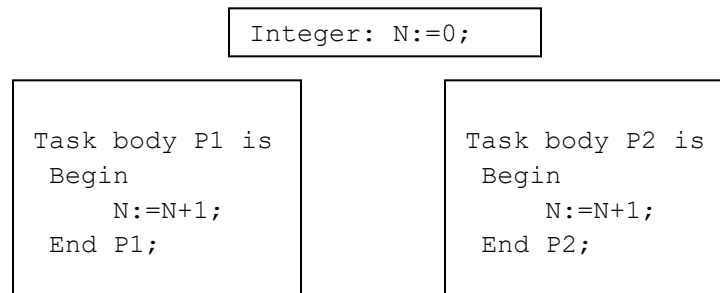 Integer: N:=0;
Task body P1 is
Begin
N:=N+1;
End P1;
Task body P2 is
Begin
N:=N+1;
End P2;